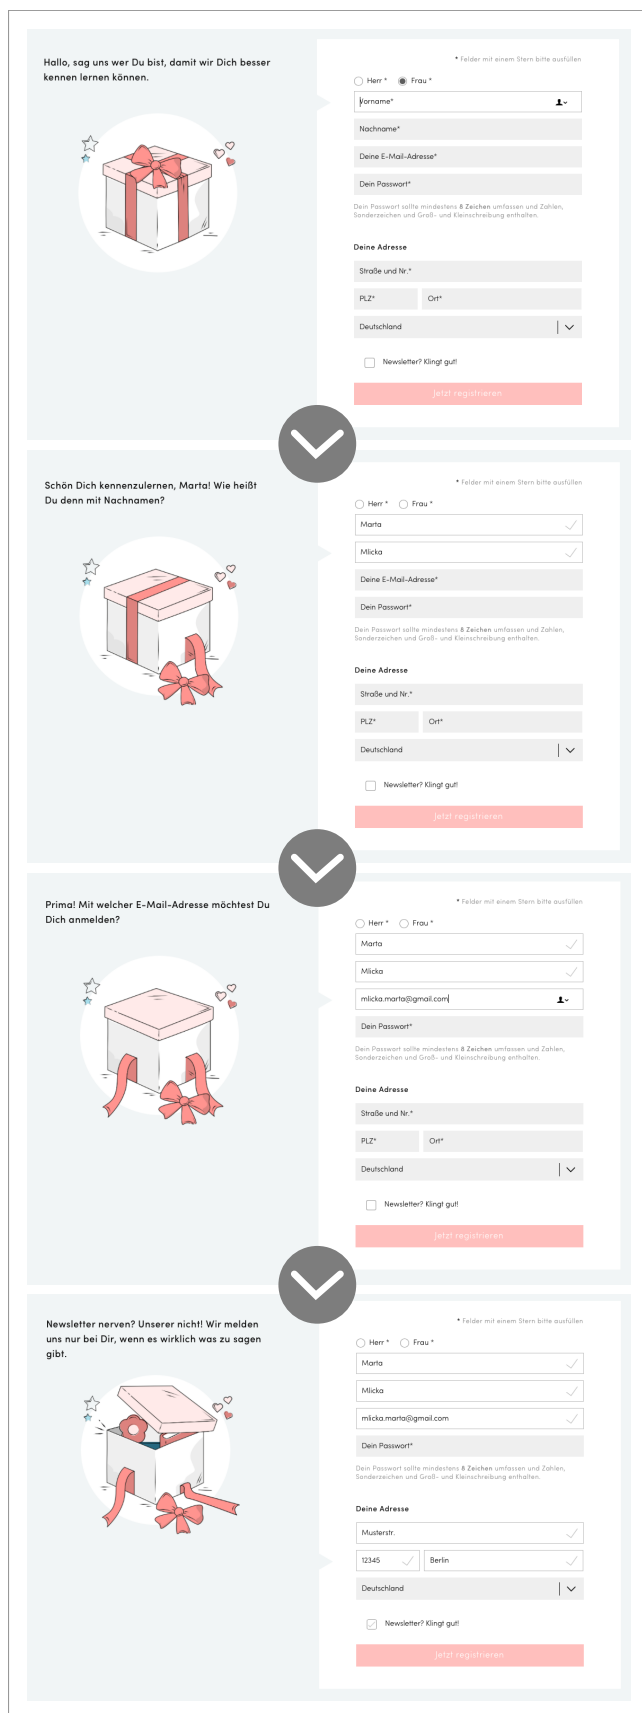 Hallo, sag uns wer Du bist, damit wir Dich besser
kennen lernen können.
* Felder mit einem Stern bitte ausfüllen
Herr * Frau *
Vorname*
Nachname*
Deine E-Mail-Adresse*
Dein Passwort*
Dein Passwort sollte mindestens 8 Zeichen umfassen und Zahlen,
Sonderzeichen und Groß- und Kleinschreibung enthalten.
Deine Adresse
Straße und Nr.*
PLZ* Ort*
Deutschland
Newsletter? Klingt gut!
Jetzt registrieren
Schön Dich kennenzulernen, Marta! Wie heißt
Du denn mit Nachnamen?
* Felder mit einem Stern bitte ausfüllen
Herr * Frau *
Marta
Mlicka
Deine E-Mail-Adresse*
Dein Passwort*
Dein Passwort sollte mindestens 8 Zeichen umfassen und Zahlen,
Sonderzeichen und Groß- und Kleinschreibung enthalten.
Deine Adresse
Straße und Nr.*
PLZ* Ort*
Deutschland
Newsletter? Klingt gut!
Jetzt registrieren
Prima! Mit welcher E-Mail-Adresse möchtest Du
Dich anmelden?
* Felder mit einem Stern bitte ausfüllen
Herr * Frau *
Marta
Mlicka
mlicka.marta@gmail.com
Dein Passwort*
Dein Passwort sollte mindestens 8 Zeichen umfassen und Zahlen,
Sonderzeichen und Groß- und Kleinschreibung enthalten.
Deine Adresse
Straße und Nr.*
PLZ* Ort*
Deutschland
Newsletter? Klingt gut!
Jetzt registrieren
Newsletter nerven? Unserer nicht! Wir melden
uns nur bei Dir, wenn es wirklich was zu sagen
gibt.
* Felder mit einem Stern bitte ausfüllen
Herr * Frau *
Marta
Mlicka
mlicka.marta@gmail.com
Dein Passwort*
Dein Passwort sollte mindestens 8 Zeichen umfassen und Zahlen,
Sonderzeichen und Groß- und Kleinschreibung enthalten.
Deine Adresse
Musterstr.
12345 Berlin
Deutschland
Newsletter? Klingt gut!
Jetzt registrieren